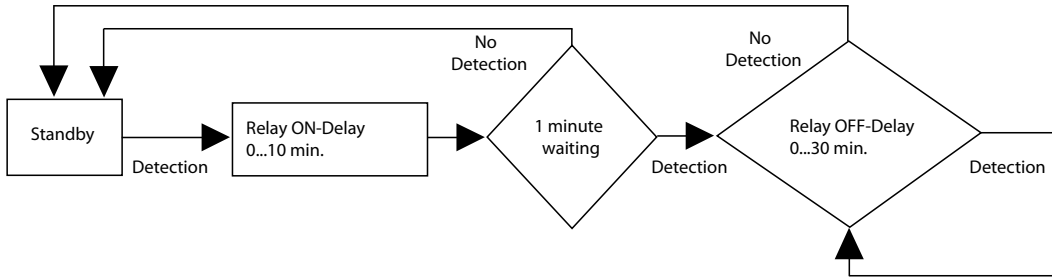 Standby
Detection
Relay ON-Delay
0...10 min.
No
Detection
1 minute
waiting
Detection
No
Detection
Relay OFF-Delay
0...30 min.
Detection